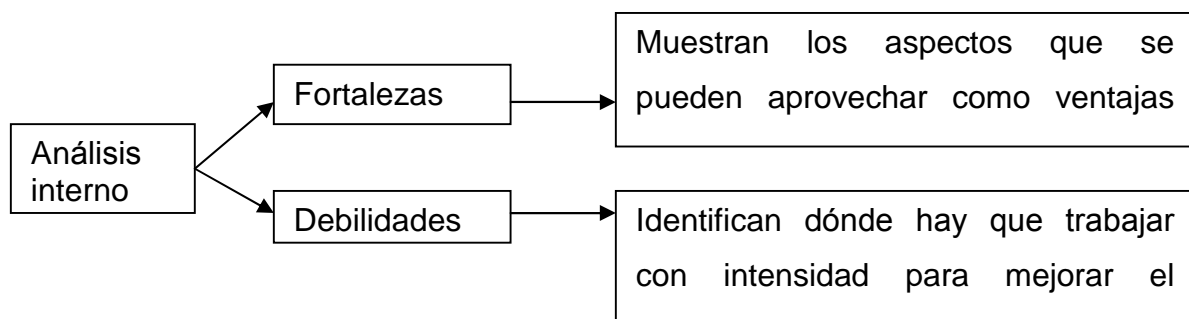 Análisis
interno
Fortalezas
Muestran los aspectos que se
pueden aprovechar como ventajas
Debilidades
Identifican dónde hay que trabajar
con intensidad para mejorar el